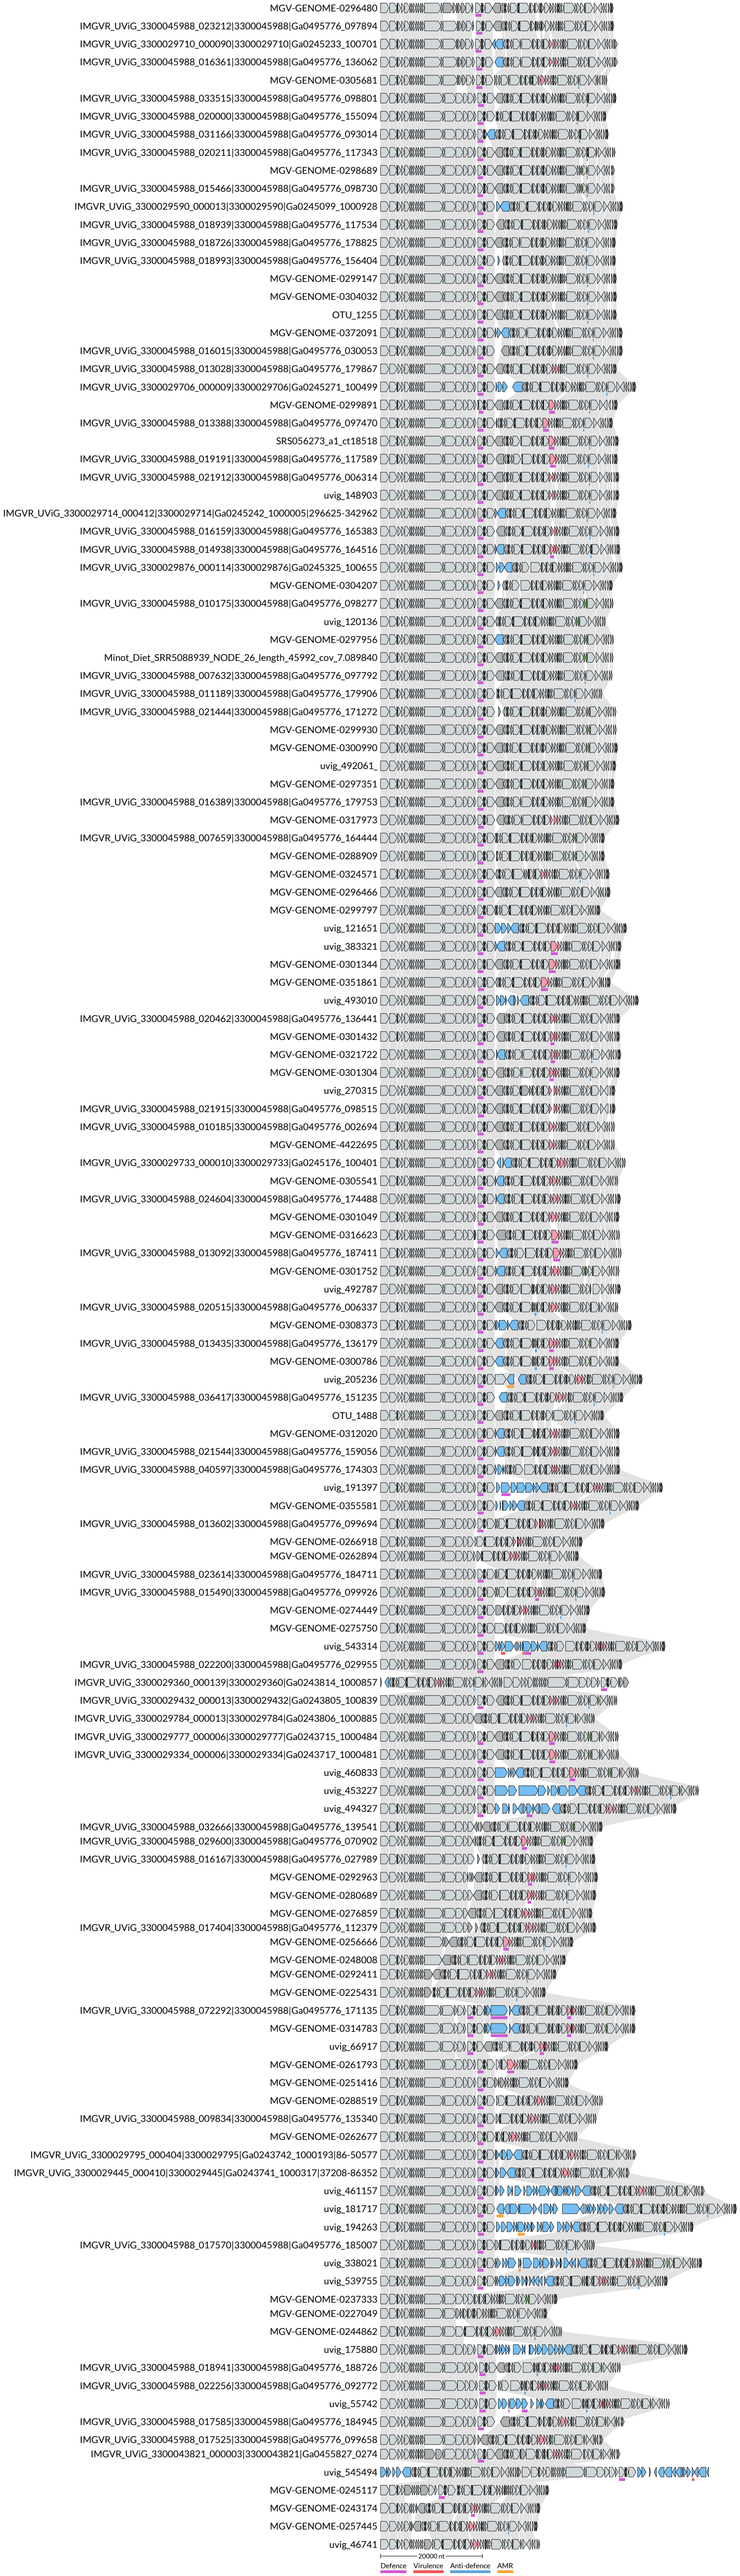 MGV-GENOME-0296480
IMGVR_UViG_3300045988_023212|3300045988|Ga0495776_097894
IMGVR_UViG_3300029710_000090|3300029710|Ga0245233_100701
IMGVR_UViG_3300045988_016361|3300045988|Ga0495776_136062
MGV-GENOME-0305681
IMGVR_UViG_3300045988_033515|3300045988|Ga0495776_098801
IMGVR_UViG_3300045988_020000|3300045988|Ga0495776_155094
IMGVR_UViG_3300045988_031166|3300045988|Ga0495776_093014
IMGVR_UViG_3300045988_020211|3300045988|Ga0495776_117343
MGV-GENOME-0298689
IMGVR_UViG_3300045988_015466|3300045988|Ga0495776_098730
IMGVR_UViG_3300029590_000013|3300029590|Ga0245099_1000928
IMGVR_UViG_3300045988_018939|3300045988|Ga0495776_117534
IMGVR_UViG_3300045988_018726|3300045988|Ga0495776_178825
IMGVR_UViG_3300045988_018993|3300045988|Ga0495776_156404
MGV-GENOME-0299147
MGV-GENOME-0304032
OTU_1255
MGV-GENOME-0372091
IMGVR_UViG_3300045988_016015|3300045988|Ga0495776_030053
IMGVR_UViG_3300045988_013028|3300045988|Ga0495776_179867
IMGVR_UViG_3300029706_000009|3300029706|Ga0245271_100499
MGV-GENOME-0299891
IMGVR_UViG_3300045988_013388|3300045988|Ga0495776_097470
SRS056273_a1_ct18518
IMGVR_UViG_3300045988_019191|3300045988|Ga0495776_117589
IMGVR_UViG_3300045988_021912|3300045988|Ga0495776_006314
uvig_148903
IMGVR_UViG_3300029714_000412|3300029714|Ga0245242_1000005|296625-342962
IMGVR_UViG_3300045988_016159|3300045988|Ga0495776_165383
IMGVR_UViG_3300045988_014938|3300045988|Ga0495776_164516
IMGVR_UViG_3300029876_000114|3300029876|Ga0245325_100655
MGV-GENOME-0304207
IMGVR_UViG_3300045988_010175|3300045988|Ga0495776_098277
uvig_120136
MGV-GENOME-0297956
Minot_Diet_SRR5088939_NODE_26_length_45992_cov_7.089840
IMGVR_UViG_3300045988_007632|3300045988|Ga0495776_097792
IMGVR_UViG_3300045988_011189|3300045988|Ga0495776_179906
IMGVR_UViG_3300045988_021444|3300045988|Ga0495776_171272
MGV-GENOME-0299930
MGV-GENOME-0300990
uvig_492061_
MGV-GENOME-0297351
IMGVR_UViG_3300045988_016389|3300045988|Ga0495776_179753
MGV-GENOME-0317973
IMGVR_UViG_3300045988_007659|3300045988|Ga0495776_164444
MGV-GENOME-0288909
MGV-GENOME-0324571
MGV-GENOME-0296466
MGV-GENOME-0299797
uvig_121651
uvig_383321
MGV-GENOME-0301344
MGV-GENOME-0351861
uvig_493010
IMGVR_UViG_3300045988_020462|3300045988|Ga0495776_136441
MGV-GENOME-0301432
MGV-GENOME-0321722
MGV-GENOME-0301304
uvig_270315
IMGVR_UViG_3300045988_021915|3300045988|Ga0495776_098515
IMGVR_UViG_3300045988_010185|3300045988|Ga0495776_002694
MGV-GENOME-4422695
IMGVR_UViG_3300029733_000010|3300029733|Ga0245176_100401
MGV-GENOME-0305541
IMGVR_UViG_3300045988_024604|3300045988|Ga0495776_174488
MGV-GENOME-0301049
MGV-GENOME-0316623
IMGVR_UViG_3300045988_013092|3300045988|Ga0495776_187411
MGV-GENOME-0301752
uvig_492787
IMGVR_UViG_3300045988_020515|3300045988|Ga0495776_006337
MGV-GENOME-0308373
IMGVR_UViG_3300045988_013435|3300045988|Ga0495776_136179
MGV-GENOME-0300786
uvig_205236
IMGVR_UViG_3300045988_036417|3300045988|Ga0495776_151235
OTU_1488
MGV-GENOME-0312020
IMGVR_UViG_3300045988_021544|3300045988|Ga0495776_159056
IMGVR_UViG_3300045988_040597|3300045988|Ga0495776_174303
uvig_191397
MGV-GENOME-0355581
IMGVR_UViG_3300045988_013602|3300045988|Ga0495776_099694
MGV-GENOME-0266918
MGV-GENOME-0262894
IMGVR_UViG_3300045988_023614|3300045988|Ga0495776_184711
IMGVR_UViG_3300045988_015490|3300045988|Ga0495776_099926
MGV-GENOME-0274449
MGV-GENOME-0275750
uvig_543314
IMGVR_UViG_3300045988_022200|3300045988|Ga0495776_029955
IMGVR_UViG_3300029360_000139|3300029360|Ga0243814_1000857
IMGVR_UViG_3300029432_000013|3300029432|Ga0243805_100839
IMGVR_UViG_3300029784_000013|3300029784|Ga0243806_1000885
IMGVR_UViG_3300029777_000006|3300029777|Ga0243715_1000484
IMGVR_UViG_3300029334_000006|3300029334|Ga0243717_1000481
uvig_460833
uvig_453227
uvig_494327
IMGVR_UViG_3300045988_032666|3300045988|Ga0495776_139541
IMGVR_UViG_3300045988_029600|3300045988|Ga0495776_070902
IMGVR_UViG_3300045988_016167|3300045988|Ga0495776_027989
MGV-GENOME-0292963
MGV-GENOME-0280689
MGV-GENOME-0276859
IMGVR_UViG_3300045988_017404|3300045988|Ga0495776_112379
MGV-GENOME-0256666
MGV-GENOME-0248008
MGV-GENOME-0292411
MGV-GENOME-0225431
IMGVR_UViG_3300045988_072292|3300045988|Ga0495776_171135
MGV-GENOME-0314783
uvig_66917
MGV-GENOME-0261793
MGV-GENOME-0251416
MGV-GENOME-0288519
IMGVR_UViG_3300045988_009834|3300045988|Ga0495776_135340
MGV-GENOME-0262677
IMGVR_UViG_3300029795_000404|3300029795|Ga0243742_1000193|86-50577
IMGVR_UViG_3300029445_000410|3300029445|Ga0243741_1000317|37208-86352
uvig_461157
uvig_181717
uvig_194263
IMGVR_UViG_3300045988_017570|3300045988|Ga0495776_185007
uvig_338021
uvig_539755
MGV-GENOME-0237333
MGV-GENOME-0227049
MGV-GENOME-0244862
uvig_175880
IMGVR_UViG_3300045988_018941|3300045988|Ga0495776_188726
IMGVR_UViG_3300045988_022256|3300045988|Ga0495776_092772
uvig_55742
IMGVR_UViG_3300045988_017585|3300045988|Ga0495776_184945
IMGVR_UViG_3300045988_017525|3300045988|Ga0495776_099658
IMGVR_UViG_3300043821_000003|3300043821|Ga0455827_0274
uvig_545494
MGV-GENOME-0245117
MGV-GENOME-0243174
MGV-GENOME-0257445
uvig_46741
20000 nt
Defence Virulence Anti-defence AMR